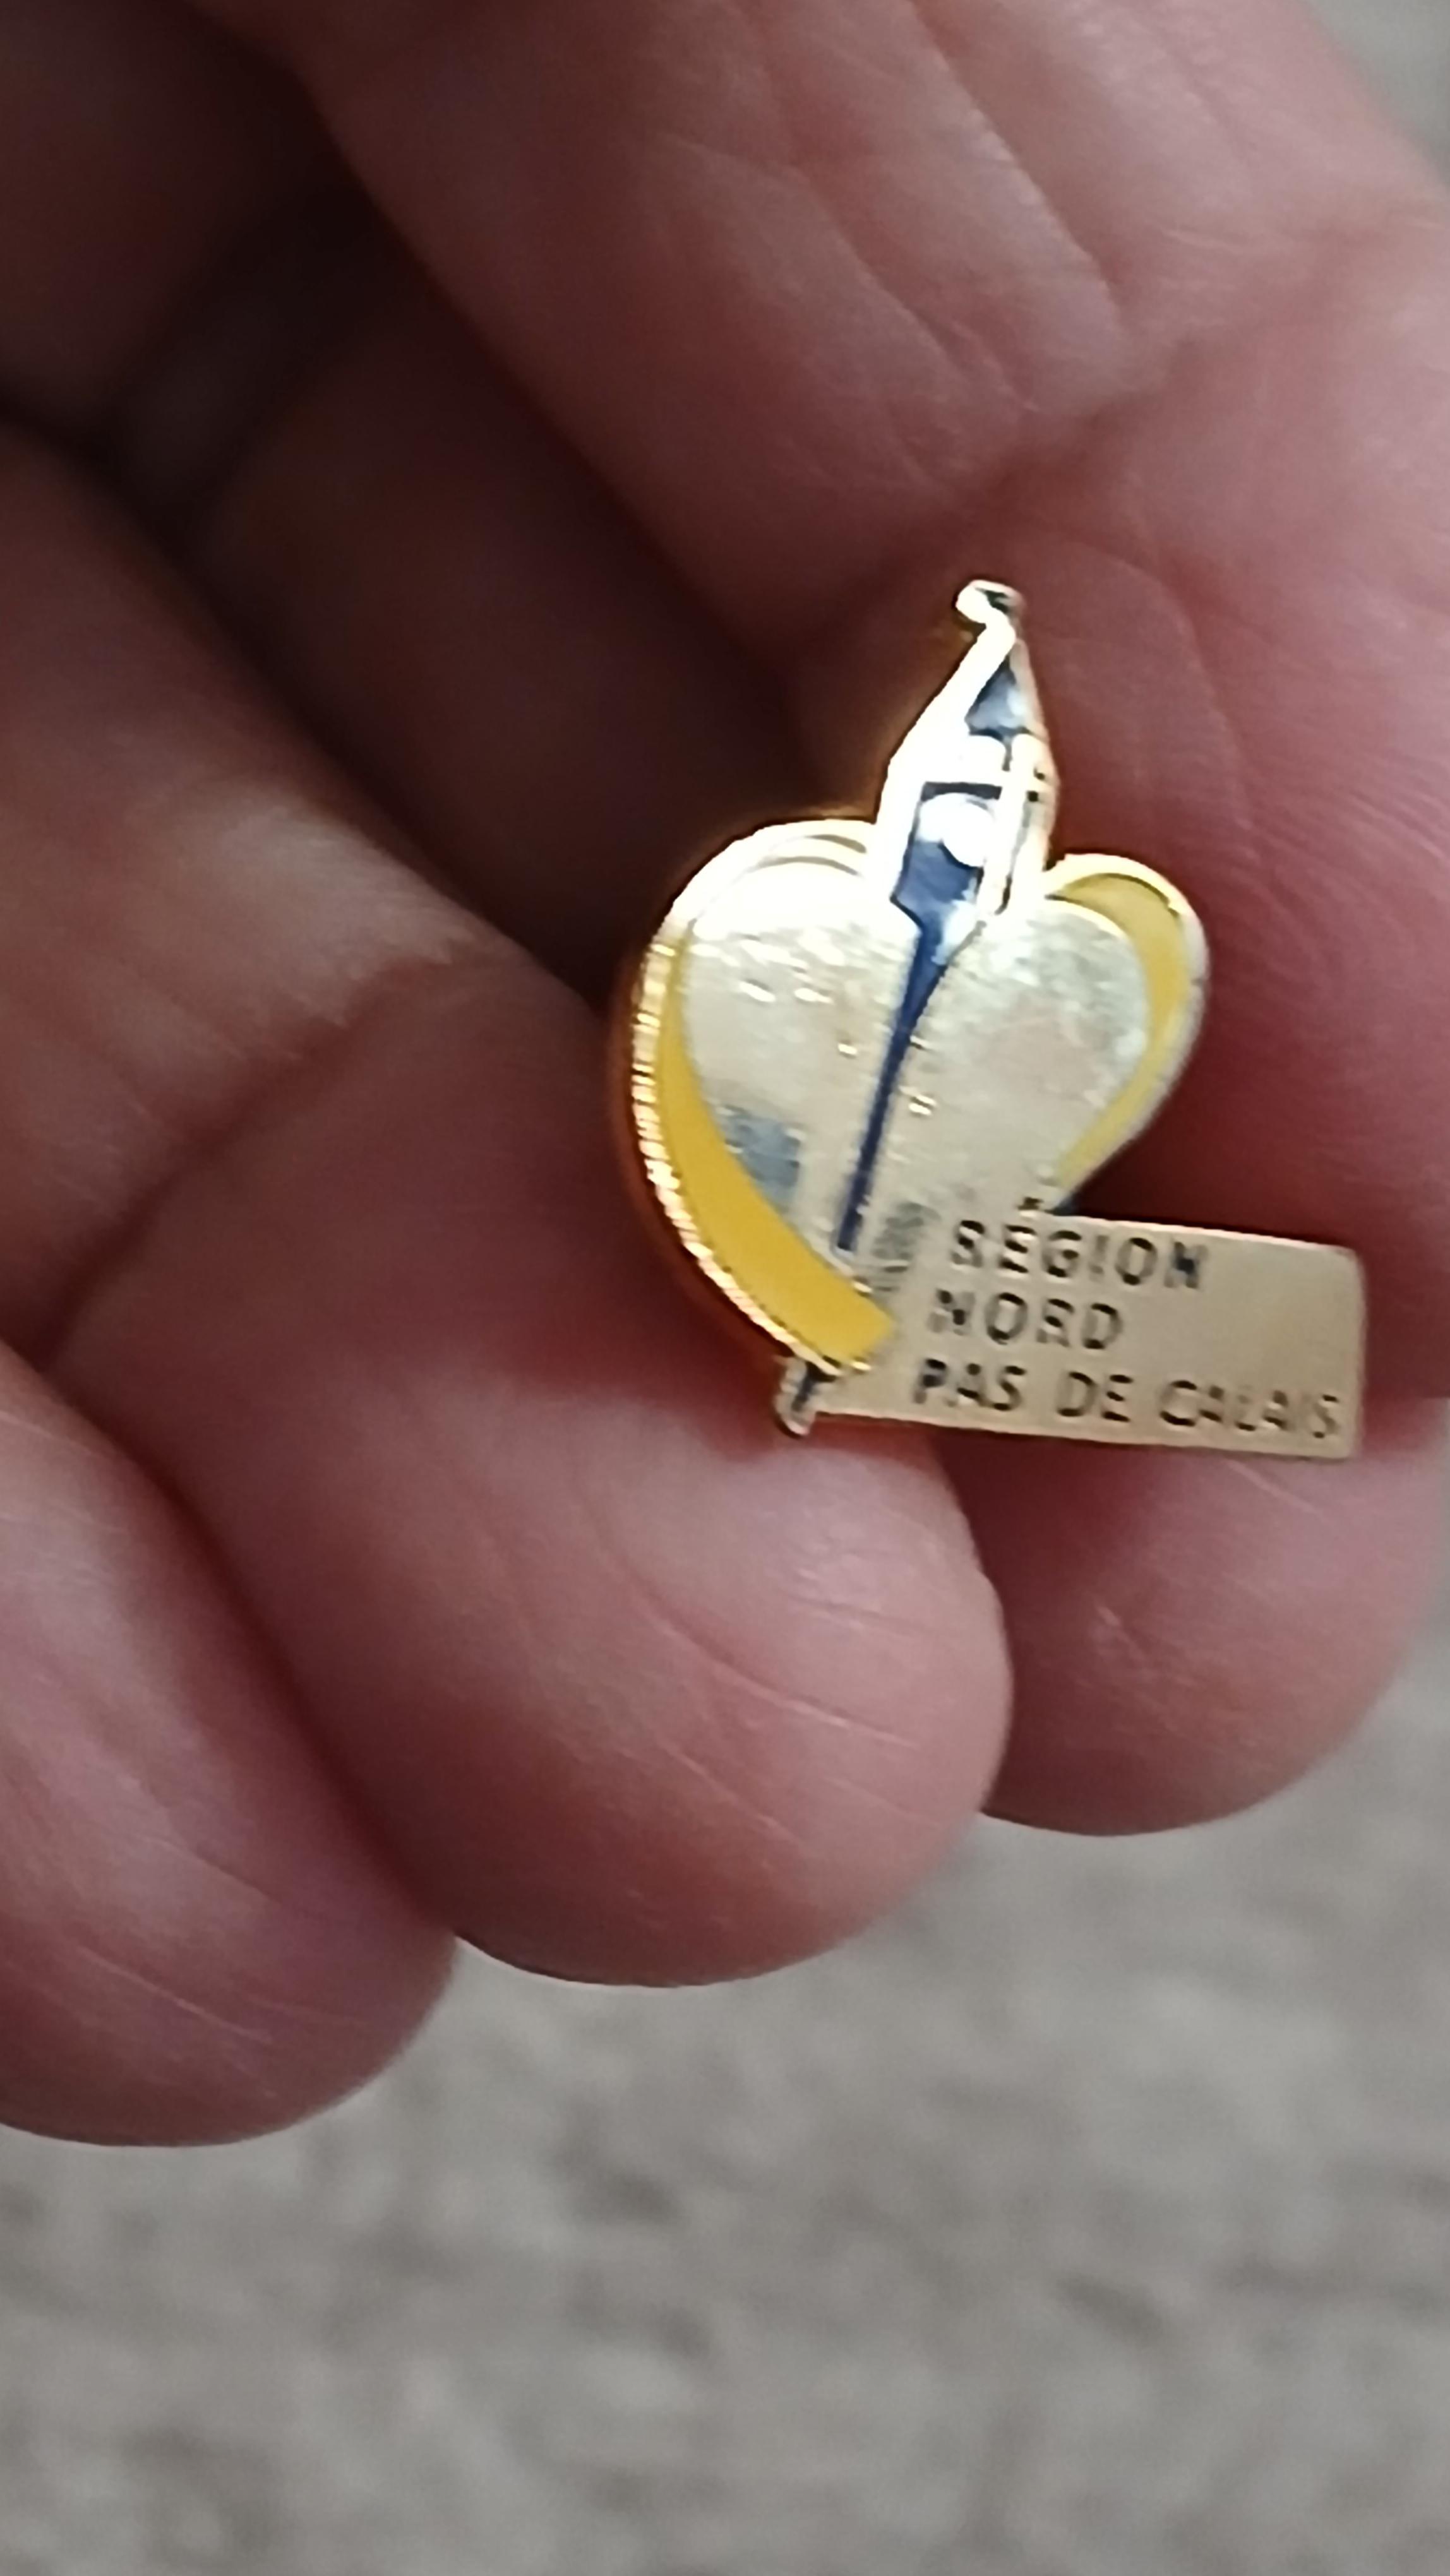 REGION
NORD
PAS DE CALAIS